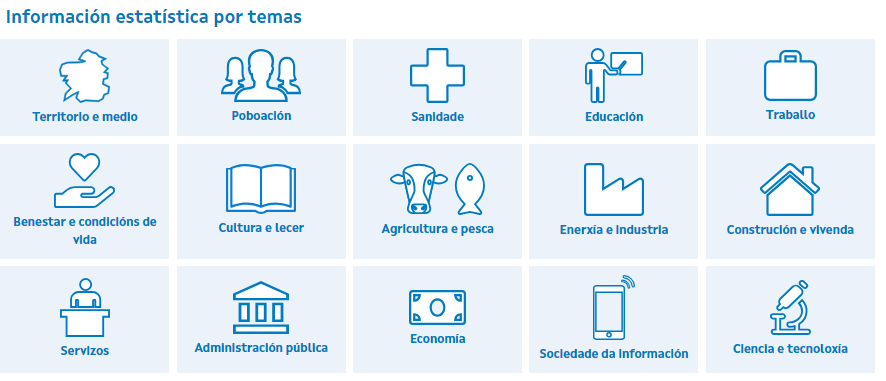 Información estatística por temas
Territorio e medio
Poboación
Sanidade
Educación
Traballo
Benestar e condicións de
vida
Cultura e lecer
Agricultura e pesca
Enerxía e industria
Construción e vivenda
Servizos
Administración pública
Economía
Sociedade da información
Ciencia e tecnoloxía